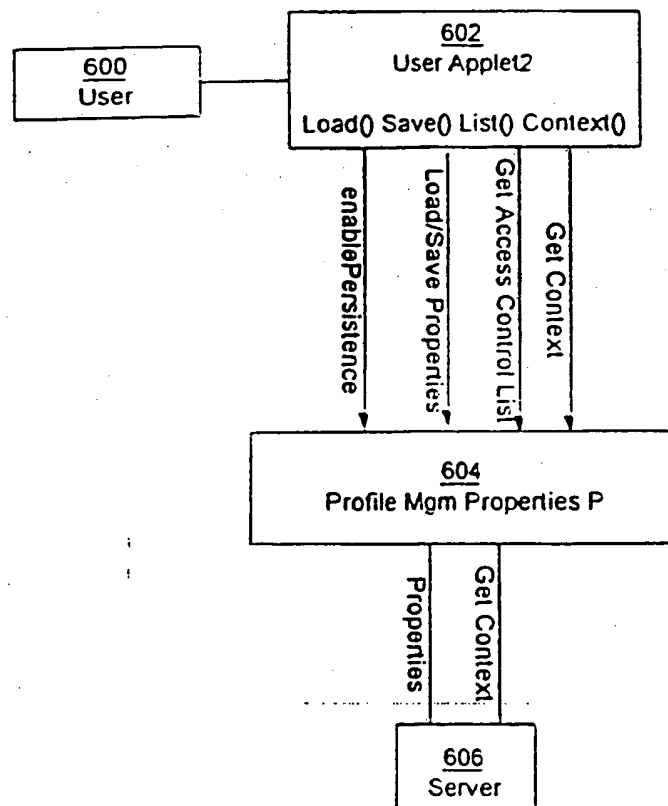 600
User
602
User Applet2
Load() Save() List() Context()
enablePersistence
Load/Save Properties
Get Access Control List
Get Context
604
Profile Mgm Properties P
Properties
Get Context
606
Server